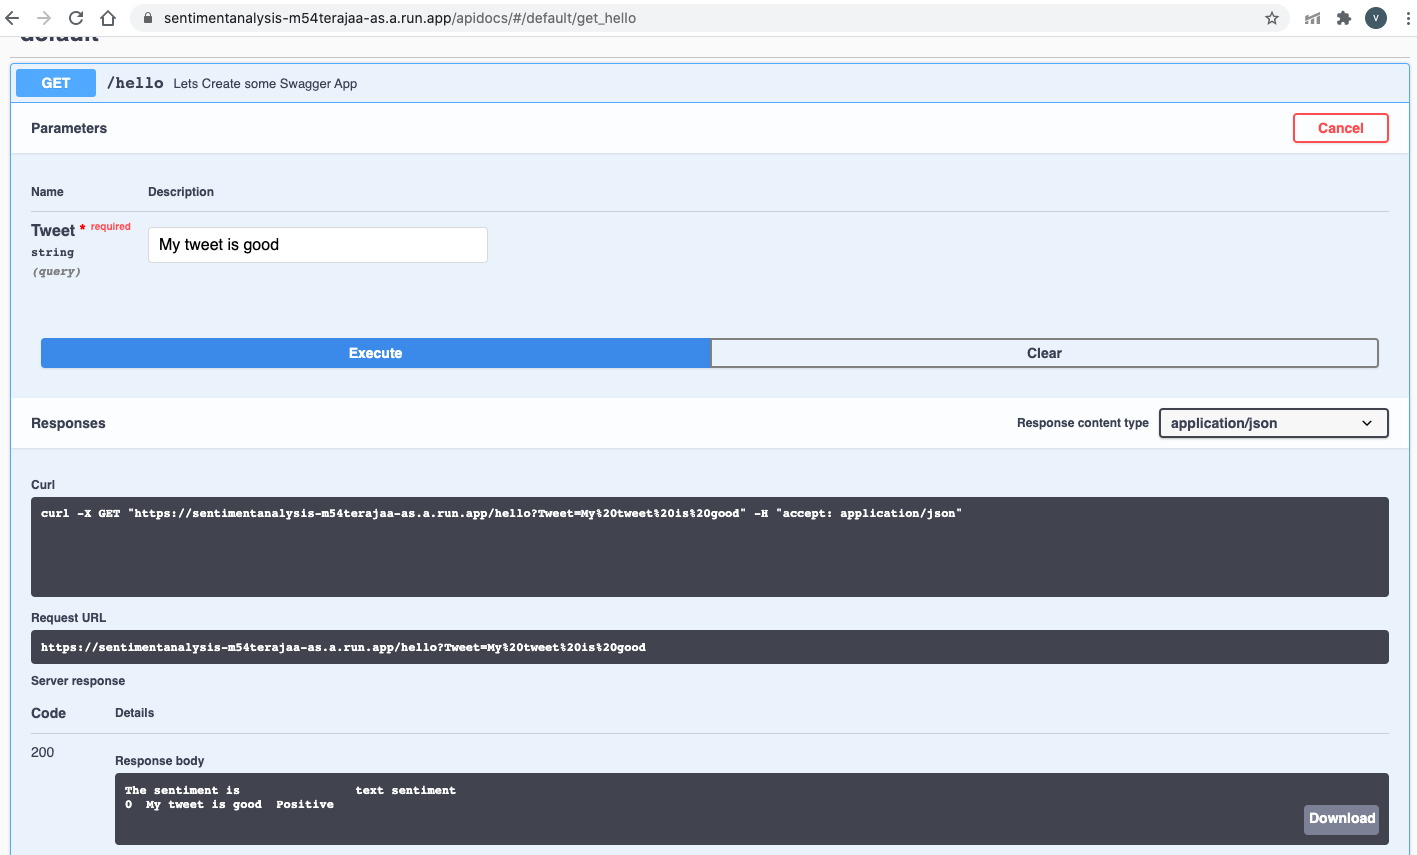 sentimentanalysis-m54terajaa-as.a.run.app/apidocs/#/default/get_hello
V
default
GET /hello Lets Create some Swagger App
Parameters
Cancel
Name Description
Tweet * required
string
(query)
My tweet is good
Execute
Clear
Responses
Response content type
application/json
Curl
curl -X GET "https://sentimentanalysis-m54terajaa-as.a.run.app/hello?Tweet=My%20tweet%20is%20good" -H "accept: application/json"
Request URL
https://sentimentanalysis-m54terajaa-as.a.run.app/hello?Tweet=My%20tweet%20is%20good
Server response
Code Details
200
Response body
The sentiment is text sentiment
0 My tweet is good Positive
Download